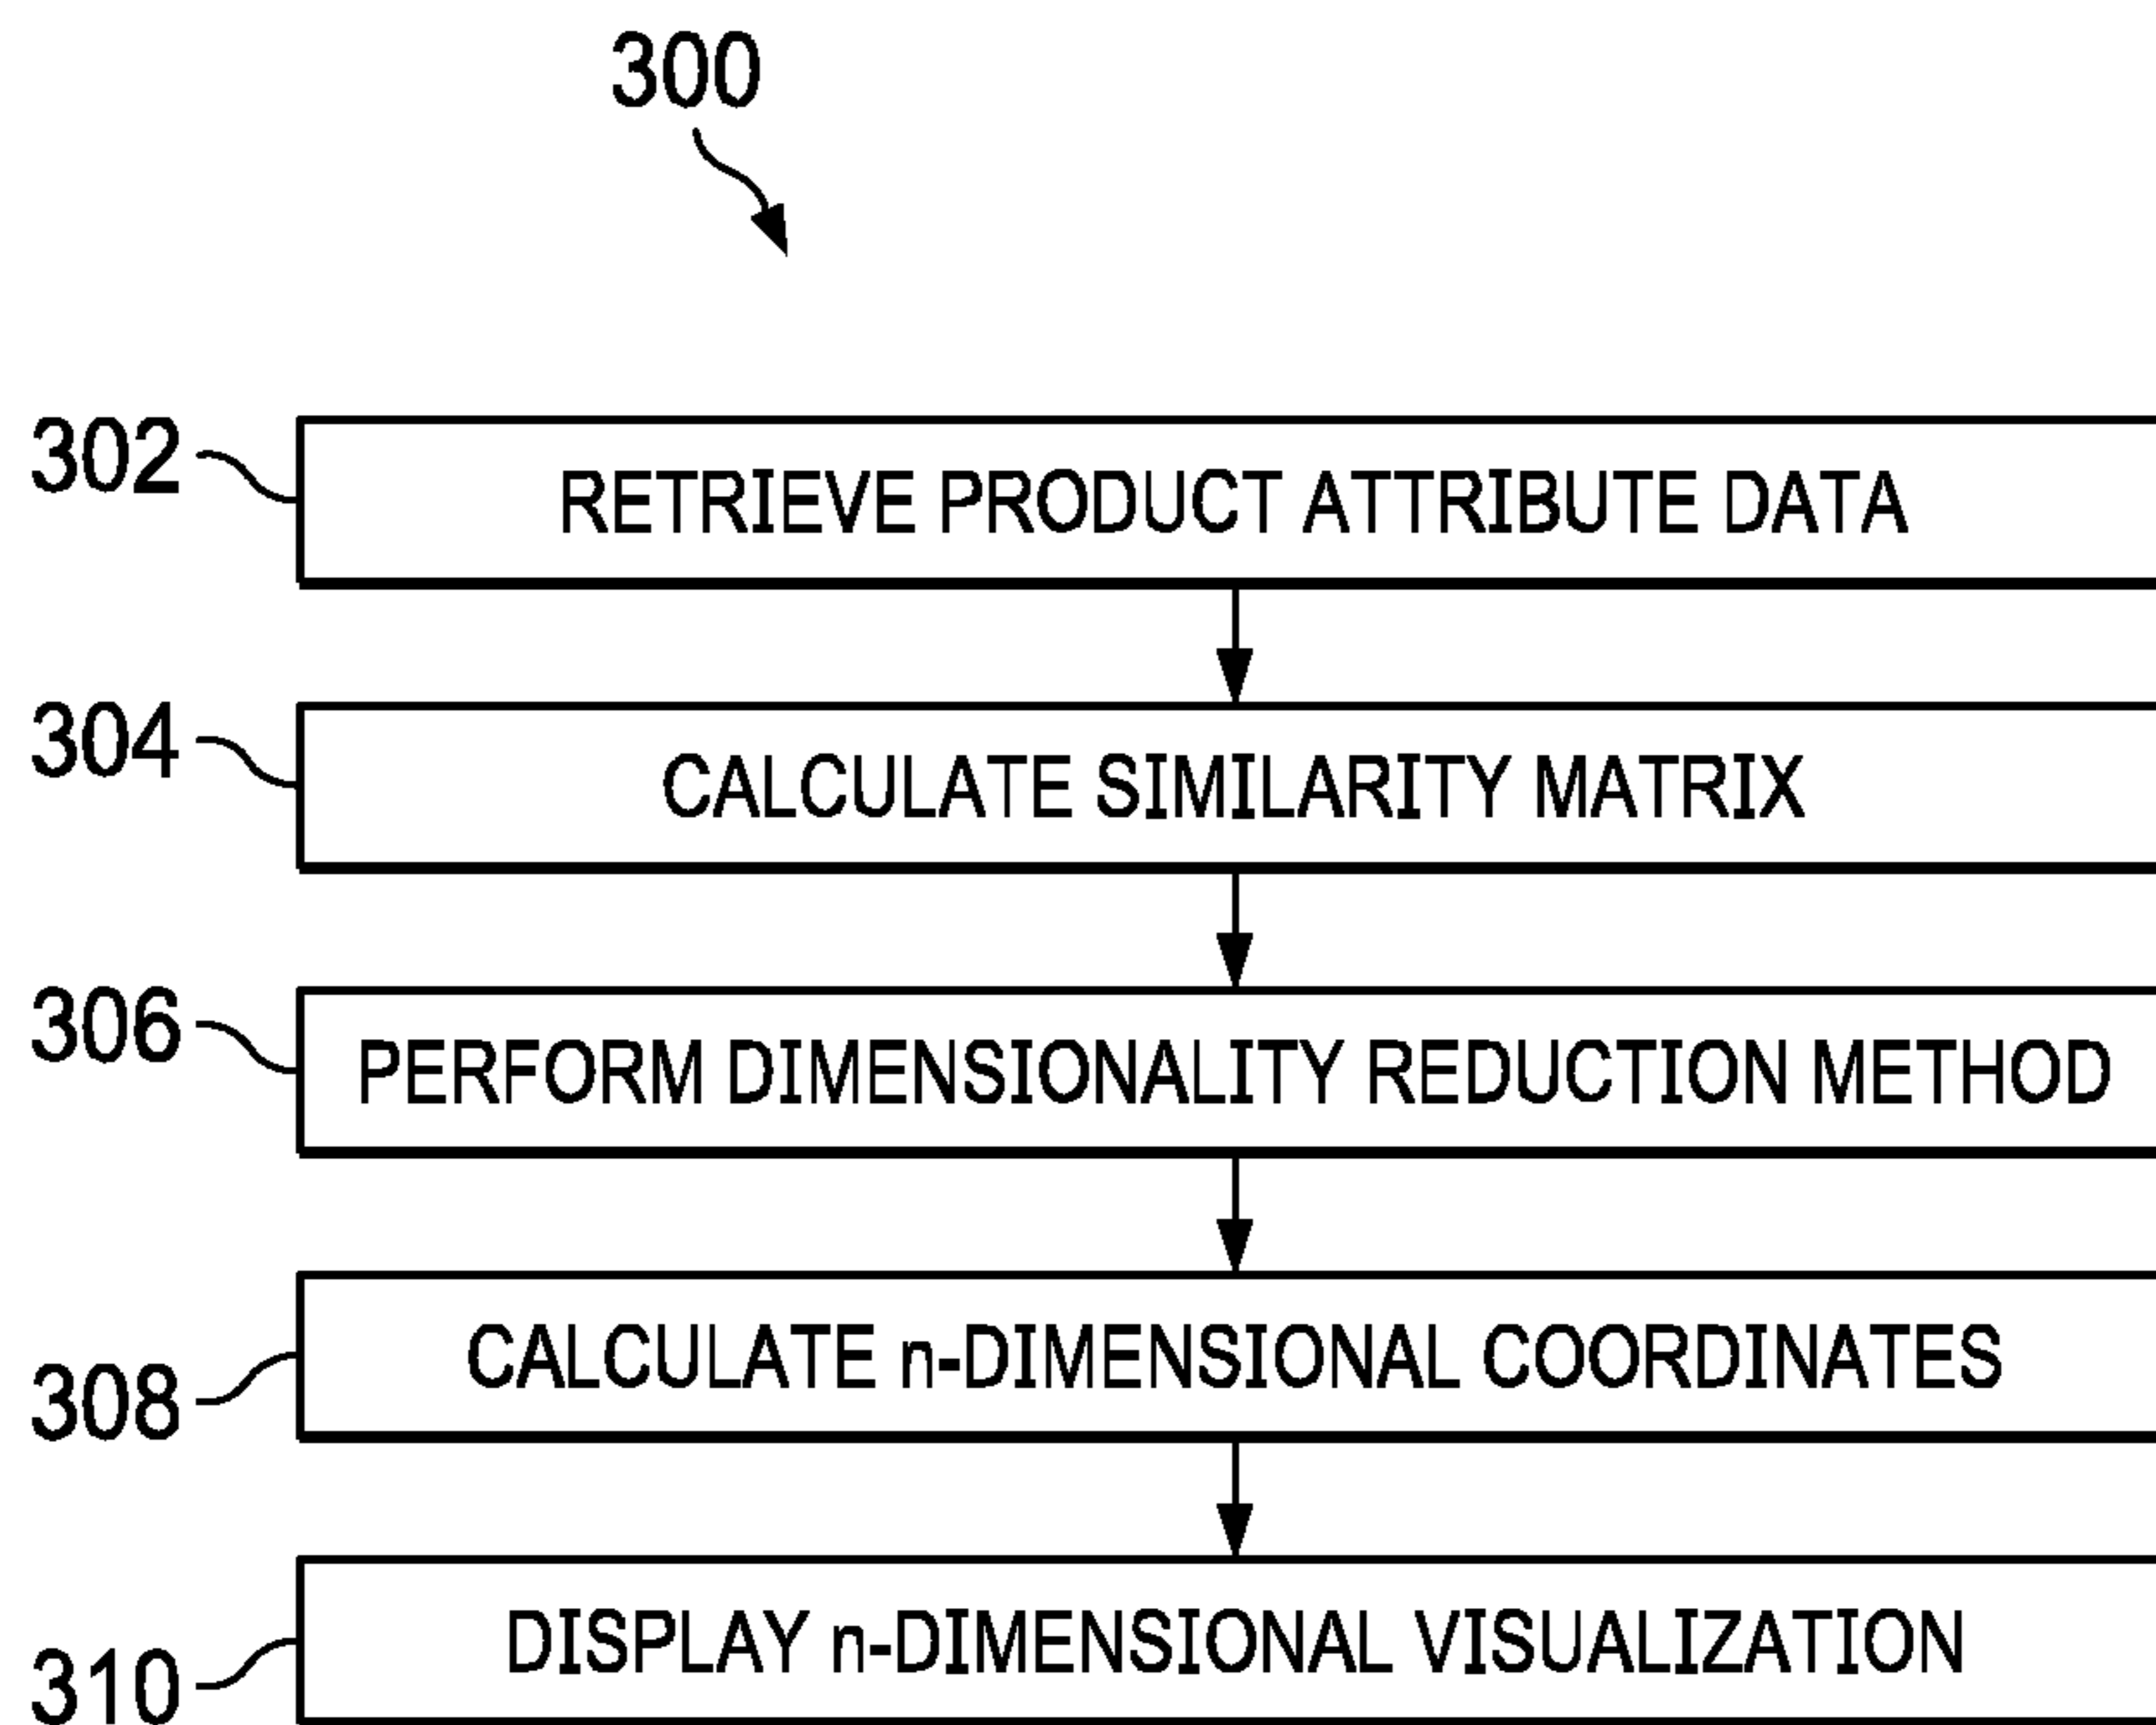 300
302
RETRIEVE PRODUCT ATTRIBUTE DATA
304
CALCULATE SIMILARITY MATRIX
306
PERFORM DIMENSIONALITY REDUCTION METHOD
308
CALCULATE n-DIMENSIONAL COORDINATES
310
DISPLAY n-DIMENSIONAL VISUALIZATION